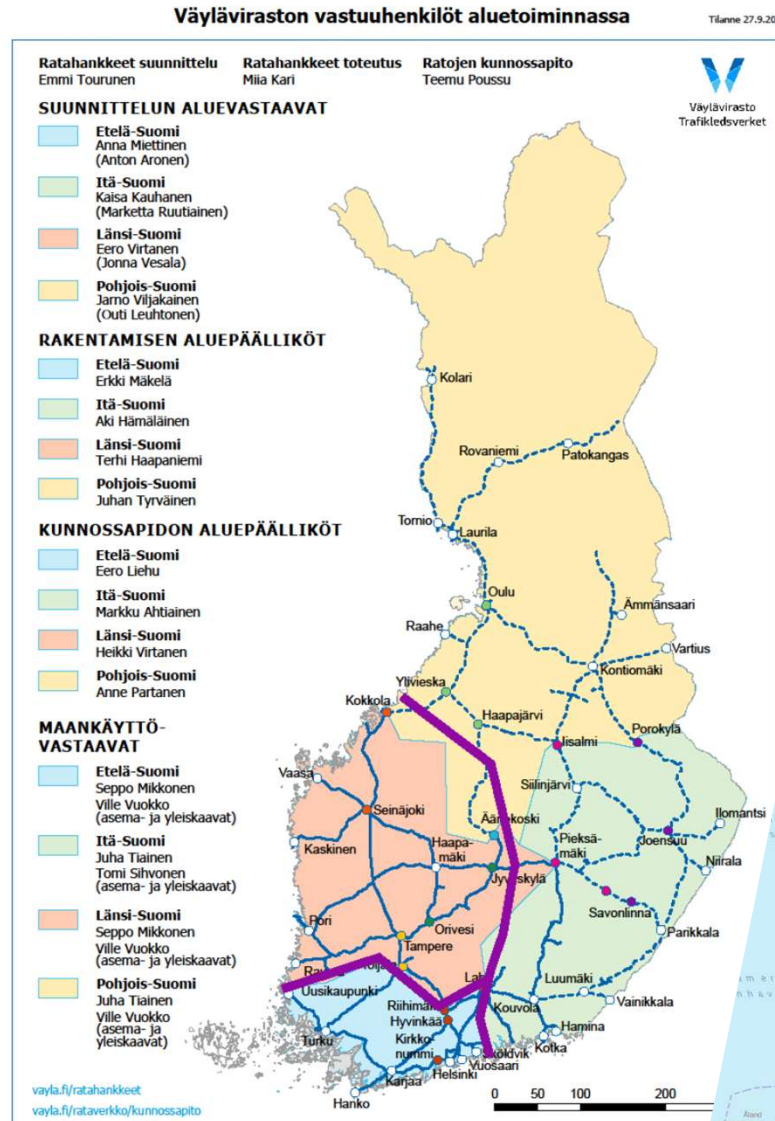 Väyläviraston vastuuhenkilöt aluetoiminnassa
Tilanne 27.9.20
Ratahankkeet suunnittelu
Emmi Tourunen
Ratahankkeet toteutus
Miia Kari
Ratojen kunnossapito
Teemu Poussu
Väylävirasto
Trafikledsverket
SUUNNITTELUN ALUEVASTAAVAT
Etelä-Suomi
Anna Miettinen
(Anton Aronen)
Itä-Suomi
Kaisa Kauhanen
(Marketta Ruutiainen)
Länsi-Suomi
Eero Virtanen
(Jonna Vesala)
Pohjois-Suomi
Jarno Viljakainen
(Outi Leuhtonen)
RAKENTAMISEN ALUEPÄÄLLIKÖT
Etelä-Suomi
Erkki Mäkelä
Itä-Suomi
Aki Hämäläinen
Länsi-Suomi
Terhi Haapaniemi
Pohjois-Suomi
Juhan Tyrväinen
KUNNOSSAPIDON ALUEPÄÄLLIKÖT
Etelä-Suomi
Eero Liehu
Itä-Suomi
Markku Ahtiainen
Länsi-Suomi
Heikki Virtanen
Pohjois-Suomi
Anne Partanen
MAANKÄYTTÖ-
VASTAAVAT
Etelä-Suomi
Seppo Mikkonen
Ville Vuokko
(asema- ja yleiskaavat)
Itä-Suomi
Juha Tiainen
Tomi Sihvonen
(asema- ja yleiskaavat)
Länsi-Suomi
Seppo Mikkonen
Ville Vuokko
(asema- ja yleiskaavat)
Pohjois-Suomi
Juha Tiainen
Ville Vuokko
(asema- ja
yleiskaavat)
vayla.fi/ratahankkeet
vayla.fi/rataverkko/kunnossapito
Kolari
Rovaniemi
Patokangas
Tornio
Laurila
Oulu
Ämmänsaari
Raahe
Vartius
Kontiomäki
Ylivieska
Kokkola
Haapajärvi
Iisalmi
Porokylä
Vaasa
Siilinjärvi
Seinäjoki
Äänekoski
Ilomantsi
Kaskinen
Haapa-
mäki
Pieksä-
mäki
Joensuu
Jyväskylä
Niirala
Savonlinna
Pori
Orivesi
Parikkala
Tampere
Uusikaupunki
Luumäki
Riihimäki
Kouvola
Vainikkala
Hyvinkää
Hamina
Turku
Kirkko-
nummi
Kotka
Sköldvik
Vuosaari
Helsinki
Karjaa
Hanko
0 50 100 200
Åland